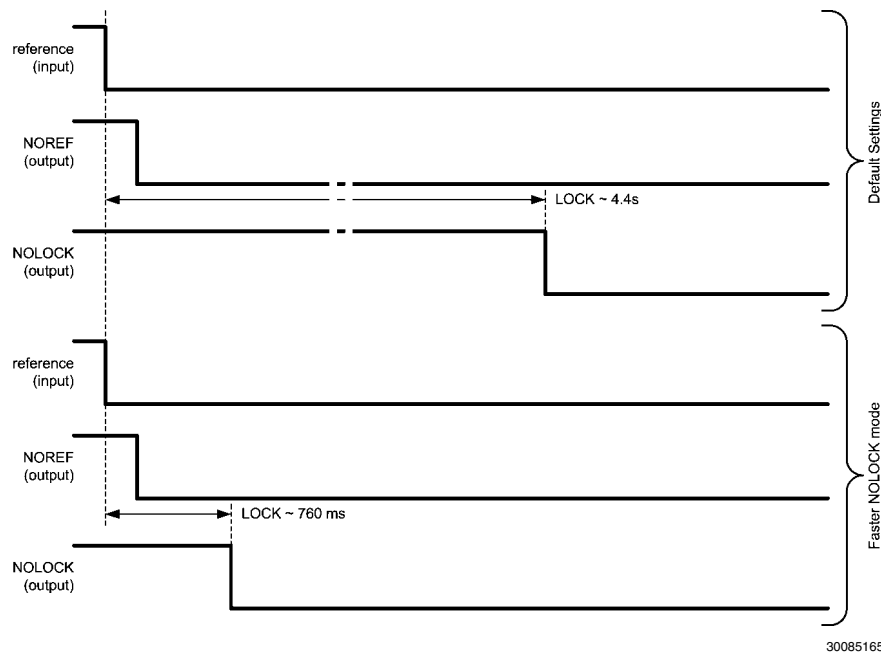 reference
(input)
NOREF
(output)
LOCK ~ 4.4s
NOLOCK
(output)
Default Settings
reference
(input)
NOREF
(output)
LOCK ~ 760 ms
NOLOCK
(output)
Faster NOLOCK mode
30085165